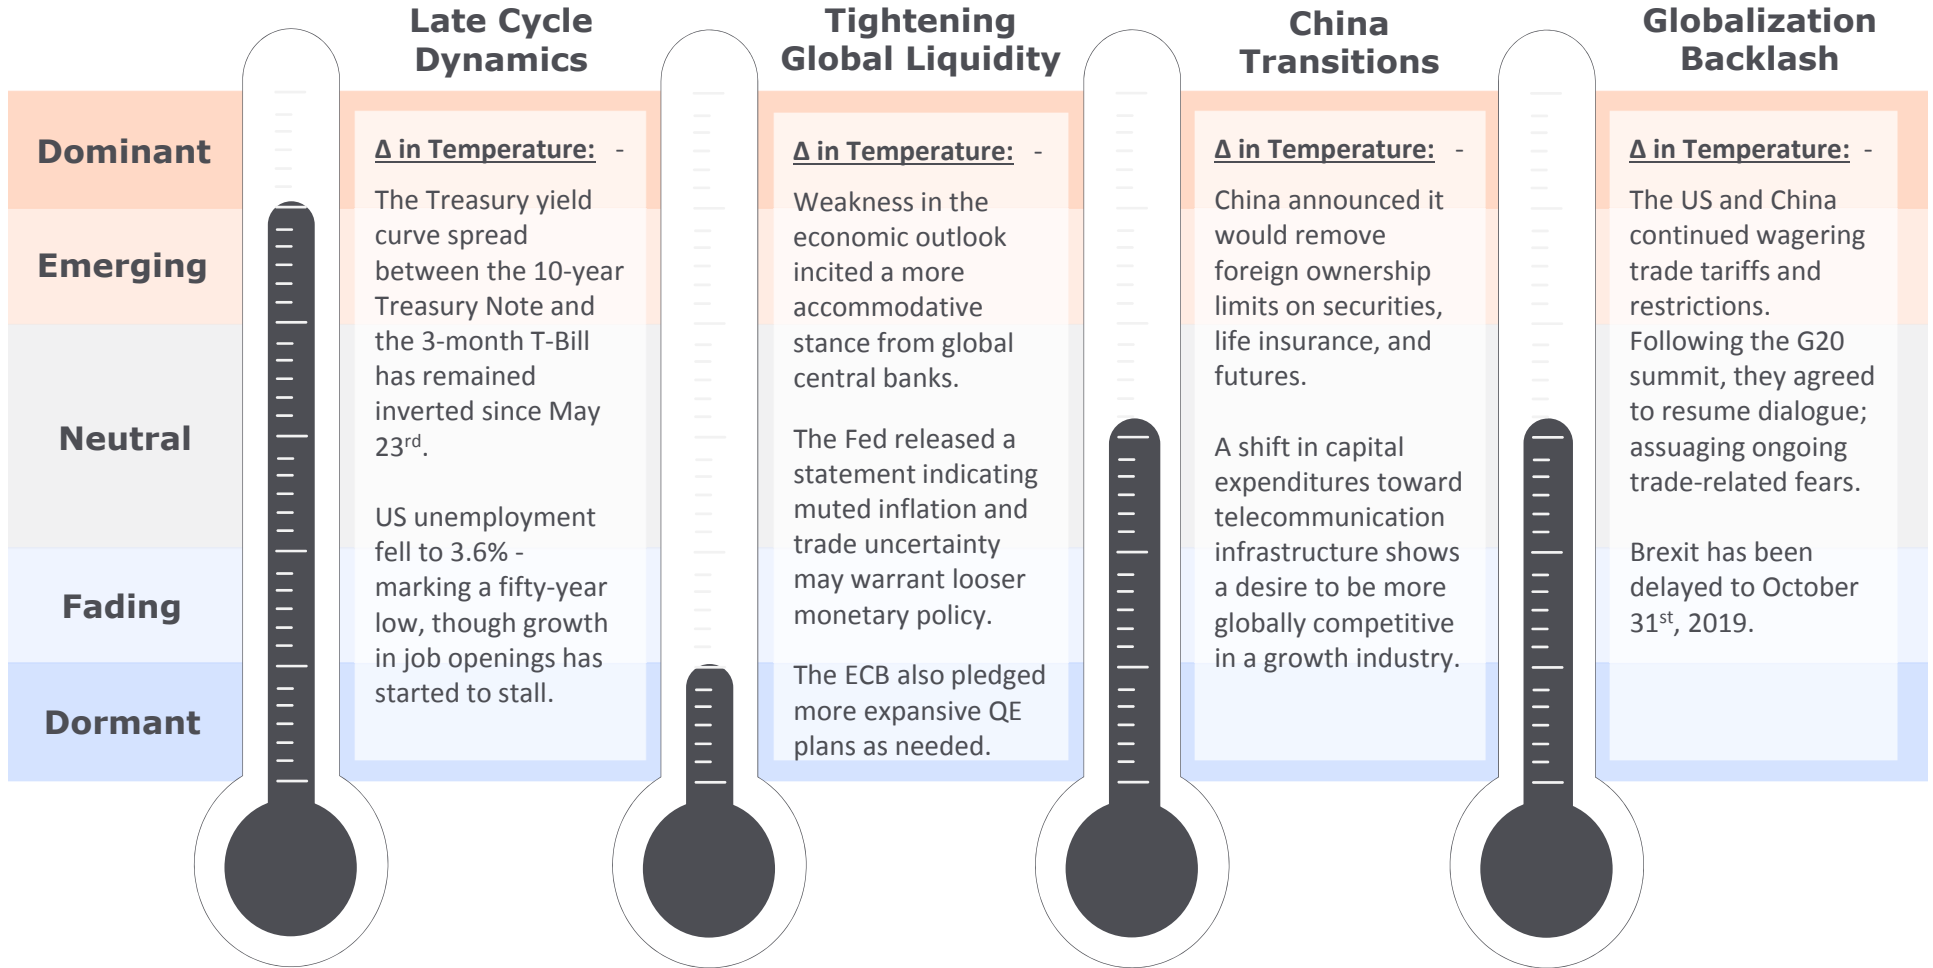 Late Cycle
Dynamics
Tightening
Global Liquidity
China
Transitions
Globalization
Backlash
Dominant
Emerging
Neutral
Fading
Dormant
Δ in Temperature: -
The Treasury yield
curve spread
between the 10-year
Treasury Note and
the 3-month T-Bill
has remained
inverted since May
23rd.
US unemployment
fell to 3.6% -
marking a fifty-year
low, though growth
in job openings has
started to stall.
Δ in Temperature: -
Weakness in the
economic outlook
incited a more
accommodative
stance from global
central banks.
The Fed released a
statement indicating
muted inflation and
trade uncertainty
may warrant looser
monetary policy.
The ECB also pledged
more expansive QE
plans as needed.
Δ in Temperature: -
China announced it
would remove
foreign ownership
limits on securities,
life insurance, and
futures.
A shift in capital
expenditures toward
telecommunication
infrastructure shows
a desire to be more
globally competitive
in a growth industry.
Δ in Temperature: -
The US and China
continued wagering
trade tariffs and
restrictions.
Following the G20
summit, they agreed
to resume dialogue;
assuaging ongoing
trade-related fears.
Brexit has been
delayed to October
31st, 2019.